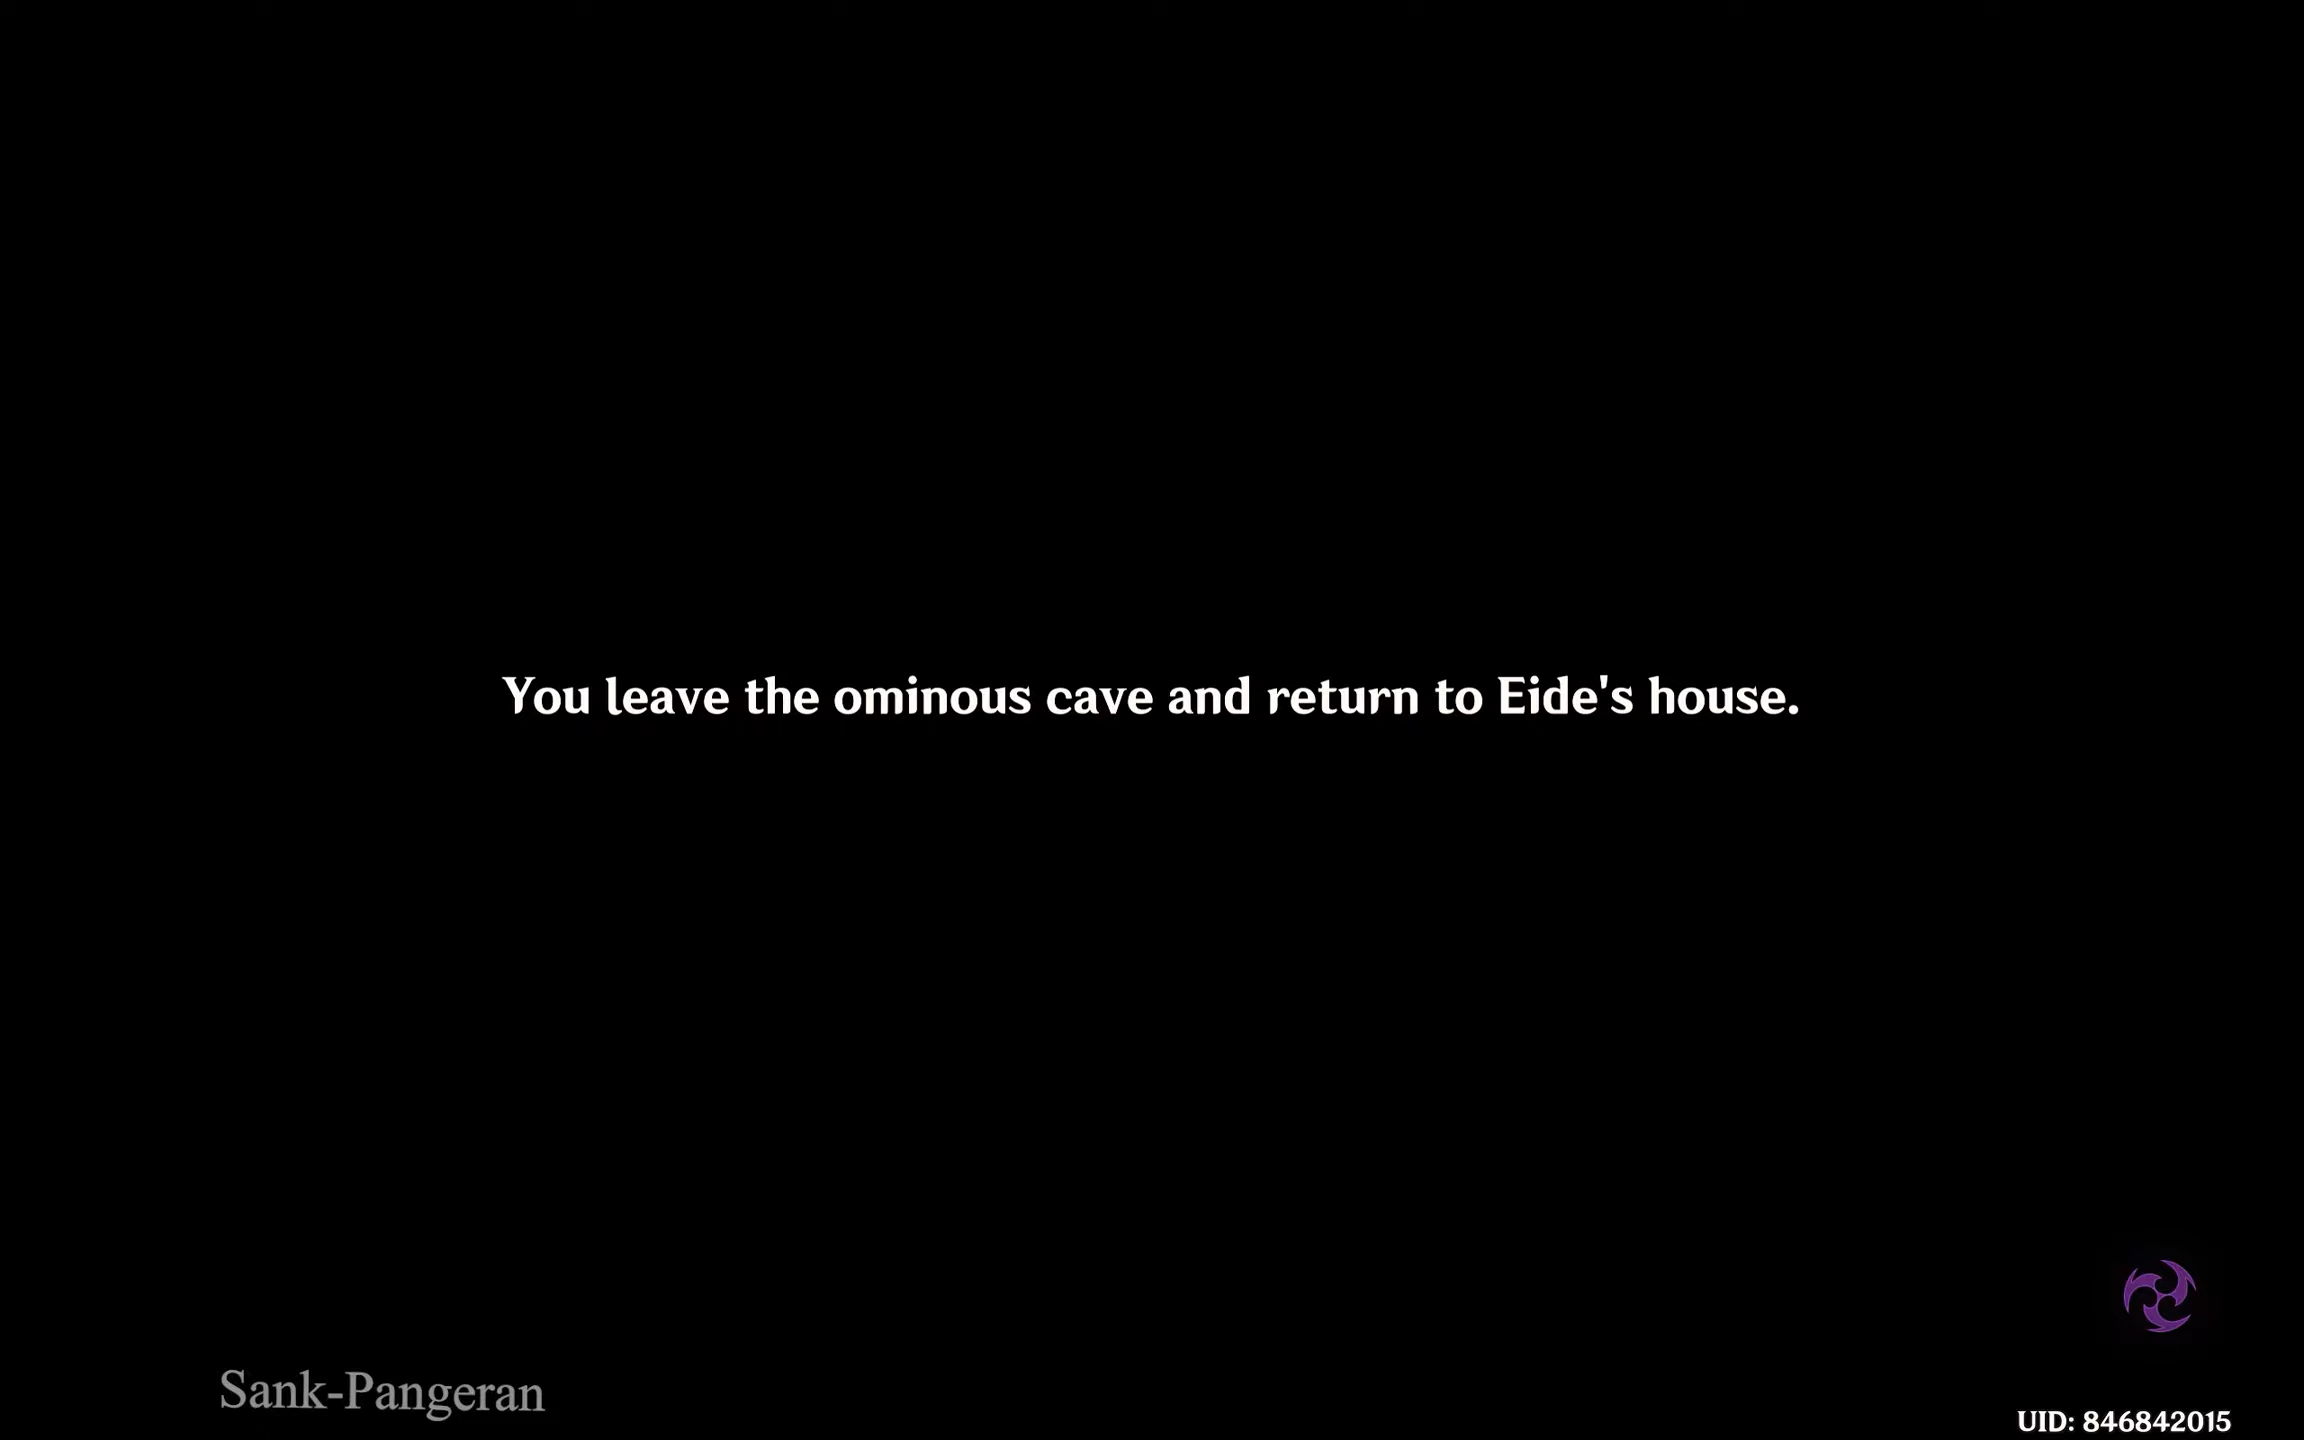 You leave the ominous cave and return to Eide's house.
Sank-Pangeran
UID: 846842015